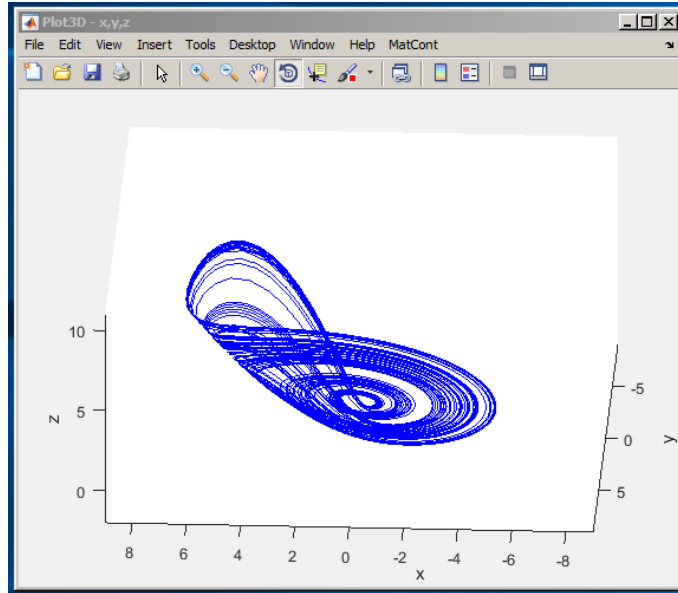 Plot3D - x,y,z
File Edit View Insert Tools Desktop Window Help MatCont
10
5
0
z
-5
0
5
y
8 6 4 2 0 -2 -4 -6 -8
x